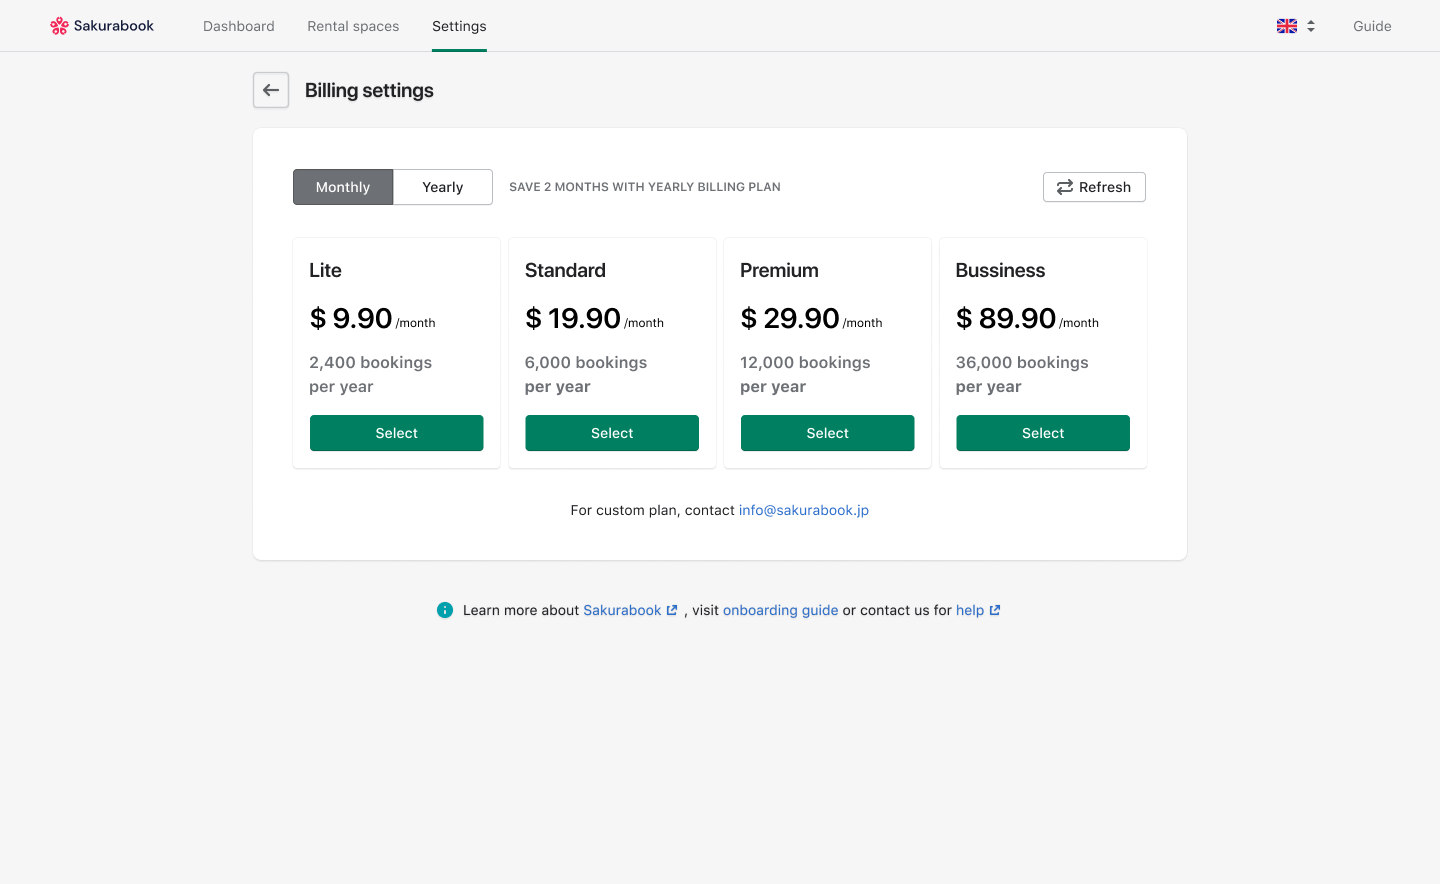 Sakurabook Dashboard Rental spaces Settings Guide
Billing settings
Monthly Yearly SAVE 2 MONTHS WITH YEARLY BILLING PLAN Refresh
Lite
$ 9.90 /month
2,400 bookings
per year
Select
Standard
$ 19.90 /month
6,000 bookings
per year
Select
Premium
$ 29.90 /month
12,000 bookings
per year
Select
Bussiness
$ 89.90 /month
36,000 bookings
per year
Select
For custom plan, contact info@sakurabook.jp
Learn more about Sakurabook , visit onboarding guide or contact us for help